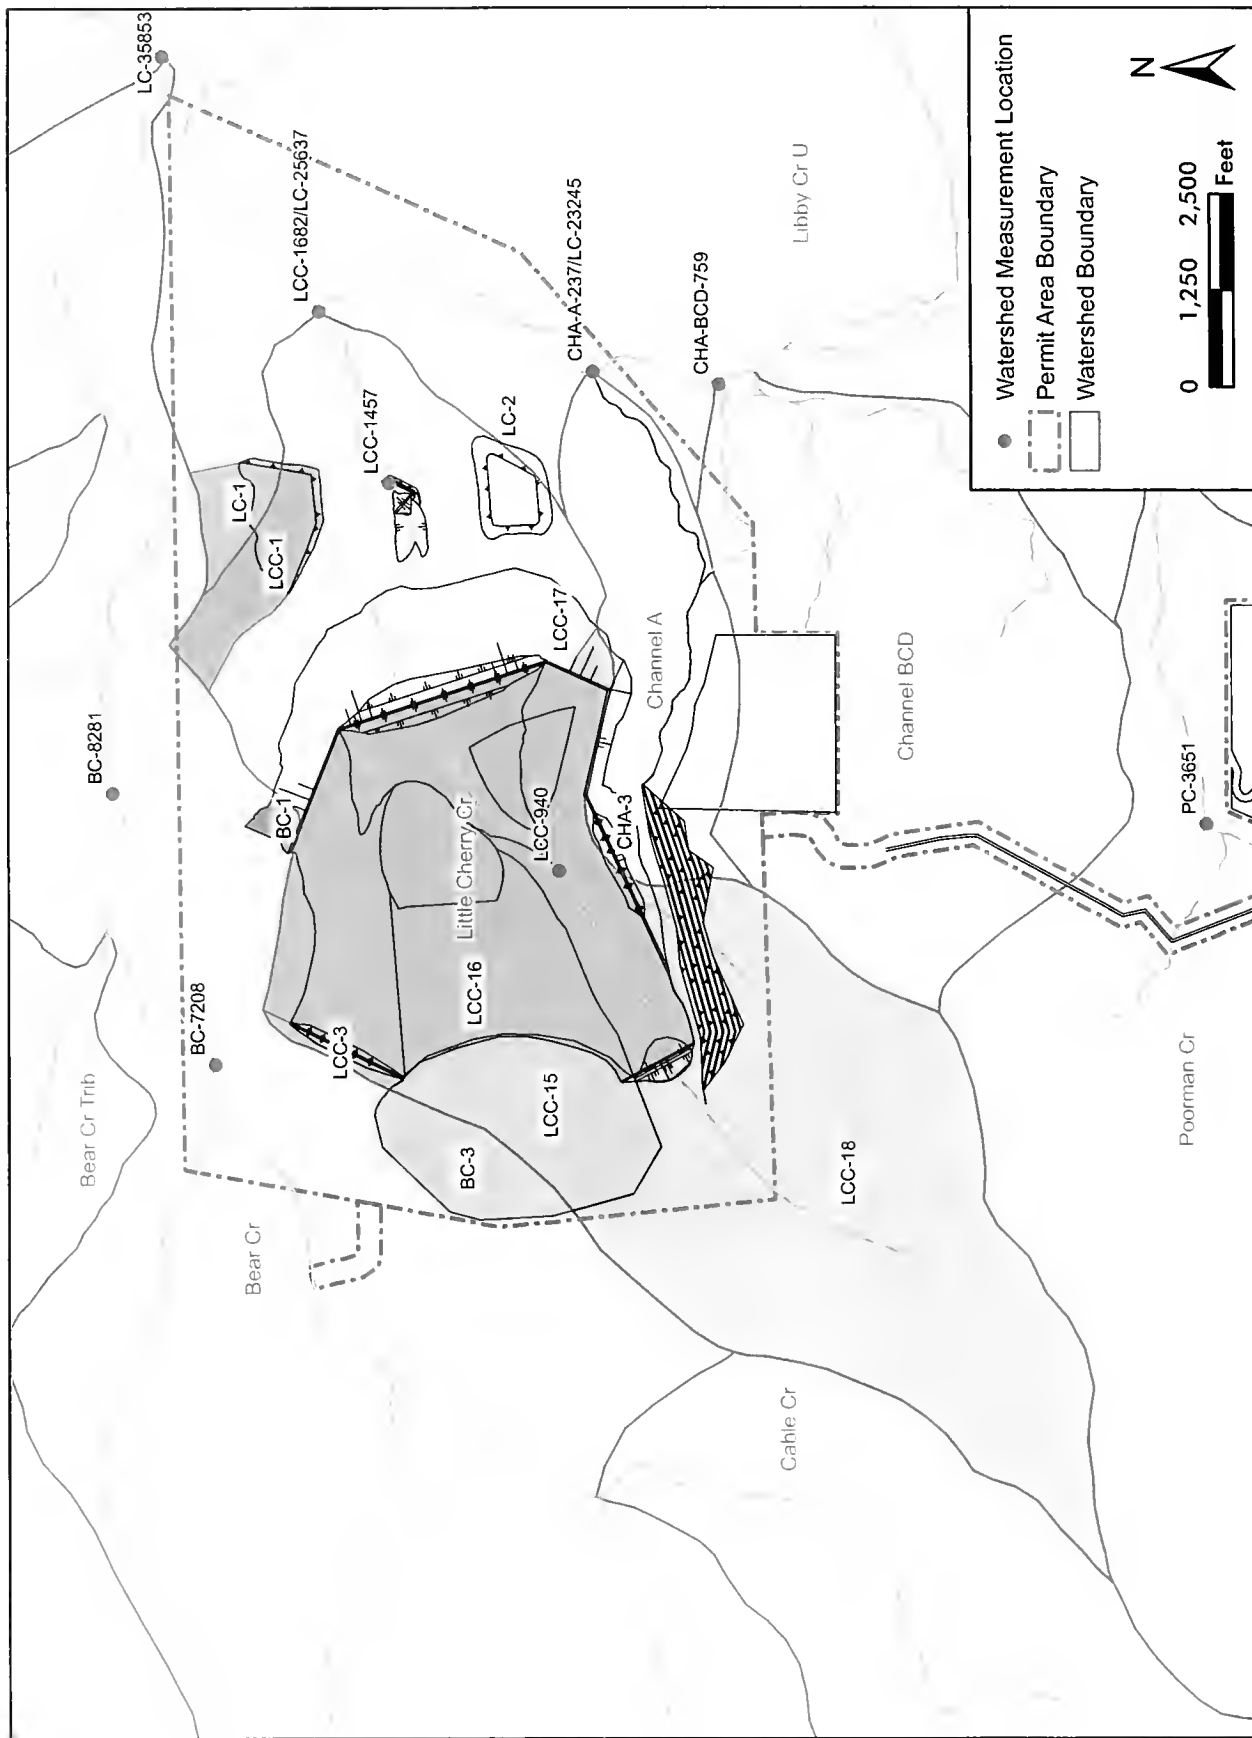 LC-35853
LCC-1682/LC-25637
CHA-A-237/LC-23245
CHA-BCD-759
Libby Cr U
LC-1
LCC-1
LCC-1457
LC-2
BC-8281
BC-1
LCC-17
Channel A
Little Cherry Cr
LCC-940
CHA-3
Channel BCD
PC-3651
Bear Cr Trib
BC-7208
LCC-3
LCC-16
LCC-15
BC-3
LCC-18
Poorman Cr
Bear Cr
Cable Cr
Watershed Measurement Location
Permit Area Boundary
Watershed Boundary
N
0 1,250 2,500
Feet